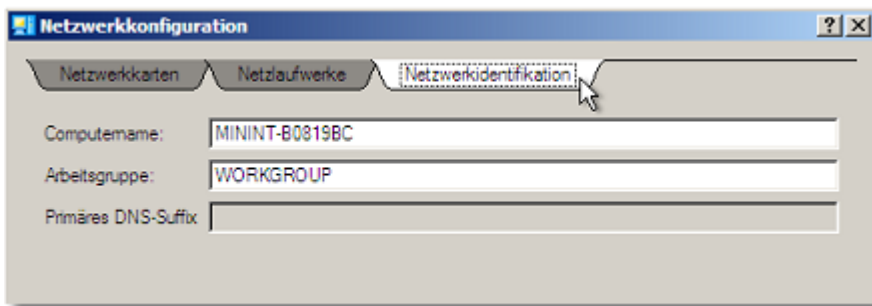 Netzwerkkonfiguration ? X
Netzwerkkarten Netzlaufwerke Netzwerkidentifikation
Computername: MININT-B0819BC
Arbeitsgruppe: WORKGROUP
Primäres DNS-Suffix